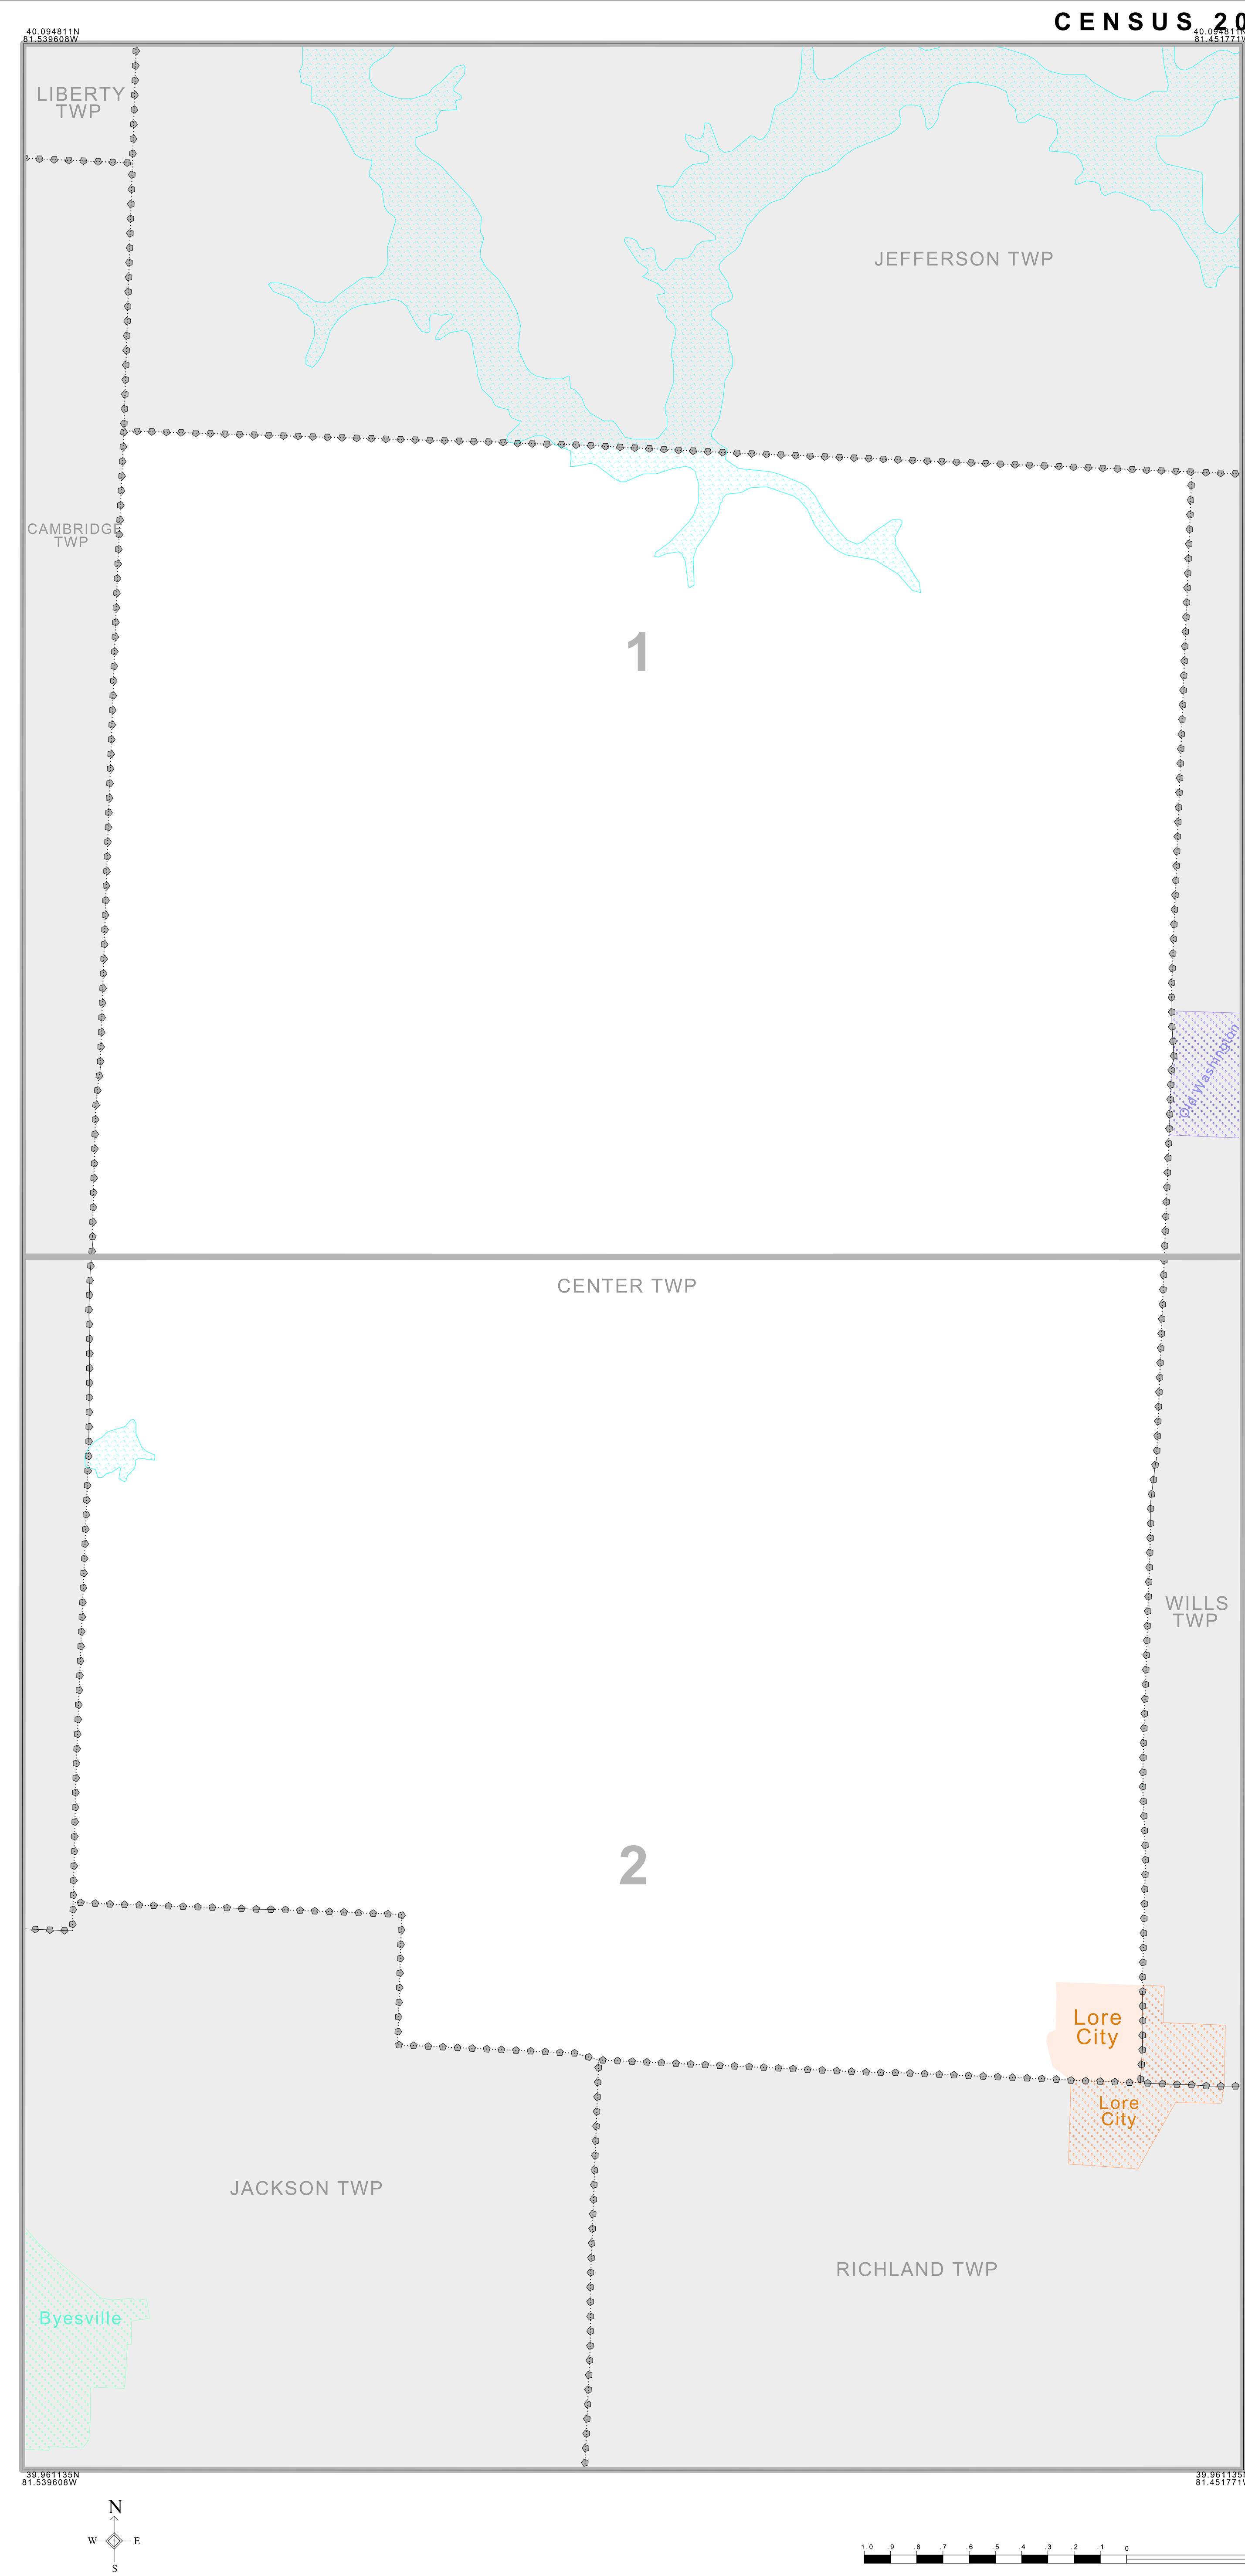 CENSUS 20
40.094811N
81.539608W
40.094811N
81.451771W
LIBERTY
TWP
JEFFERSON TWP
CAMBRIDGE
TWP
1
Old Washington
CENTER TWP
WILLS
TWP
2
Lore
City
Lore
City
JACKSON TWP
RICHLAND TWP
Byesville
39.961135N
81.539608W
39.961135N
81.451771W
N
W E
S
1.0 .9 .8 .7 .6 .5 .4 .3 .2 .1 0